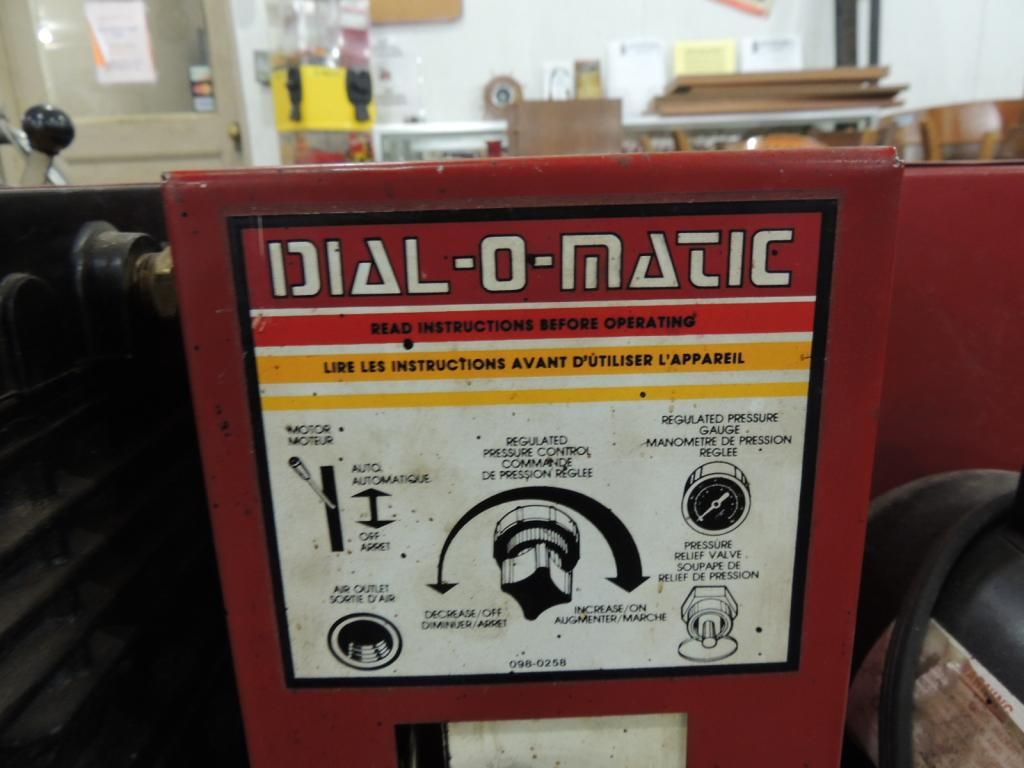 DIAL-O-MATIC
READ INSTRUCTIONS BEFORE OPERATING
LIRE LES INSTRUCTIONS AVANT D'ÚTILISER L'APPAREIL
MOTOR
MOTEUR
AUTO.
AUTOMATIQUE
OFF
ARRET
REGULATED
PRESSURE CONTROL
COMMANDE
DE PRESSION REGLEE
REGULATED PRESSURE
GAUGE
MANOMETRE DE PRESSION
REGLEE
PRESSURE
RELIEF VALVE
SOUPAPE DE
RELIEF DE PRESSION
AIR OUTLET
SORTIE D'AIR
DECREASE/OFF
DIMINUER/ARRET
INCREASE/ON
AUGMENTER/MARCHE
098-0258